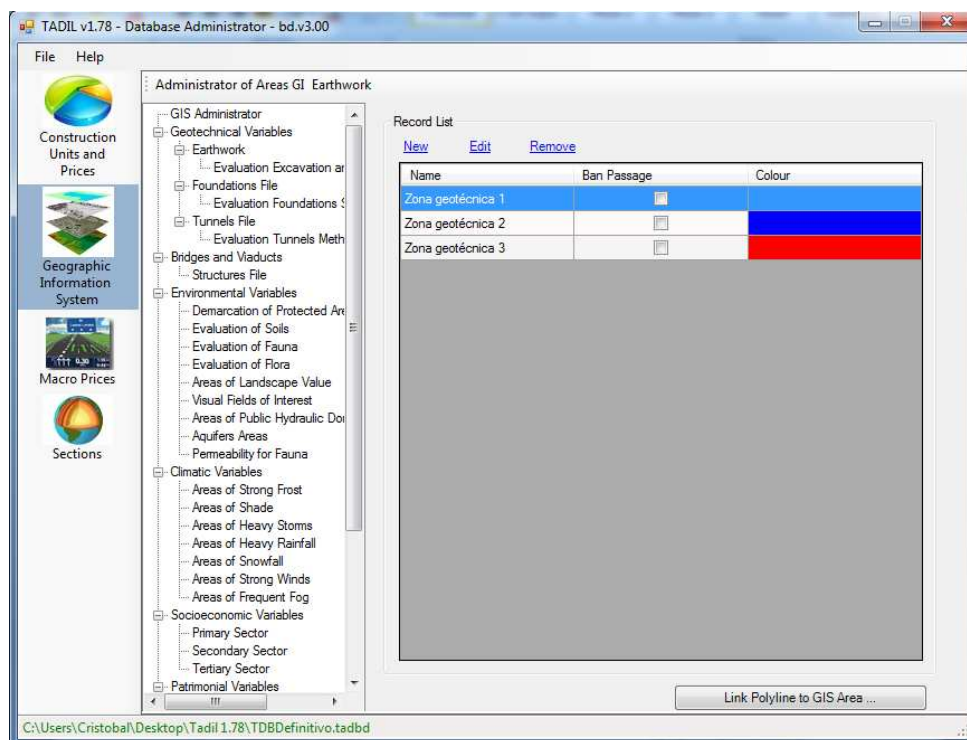 TADIL v1.78 - Database Administrator - bd.v3.00
File Help
Construction
Units and
Prices
Geographic
Information
System
Macro Prices
Sections
Administrator of Areas GI Earthwork
GIS Administrator
Geotechnical Variables
Earthwork
Evaluation Excavation ar
Foundations File
Evaluation Foundations S
Tunnels File
Evaluation Tunnels Meth
Bridges and Viaducts
Structures File
Environmental Variables
Demarcation of Protected Are
Evaluation of Soils
Evaluation of Fauna
Evaluation of Flora
Areas of Landscape Value
Visual Fields of Interest
Areas of Public Hydraulic Doi
Aquifers Areas
Permeability for Fauna
Climatic Variables
Areas of Strong Frost
Areas of Shade
Areas of Heavy Storms
Areas of Heavy Rainfall
Areas of Snowfall
Areas of Strong Winds
Areas of Frequent Fog
Socioeconomic Variables
Primary Sector
Secondary Sector
Tertiary Sector
Patrimonial Variables
Record List
New Edit Remove
Name Ban Passage Colour
Zona geotécnica 1
Zona geotécnica 2
Zona geotécnica 3
Link Polyline to GIS Area ...
C:\Users\Cristobal\Desktop\Tadil 1.78\TDBDefinitivo.tadbd